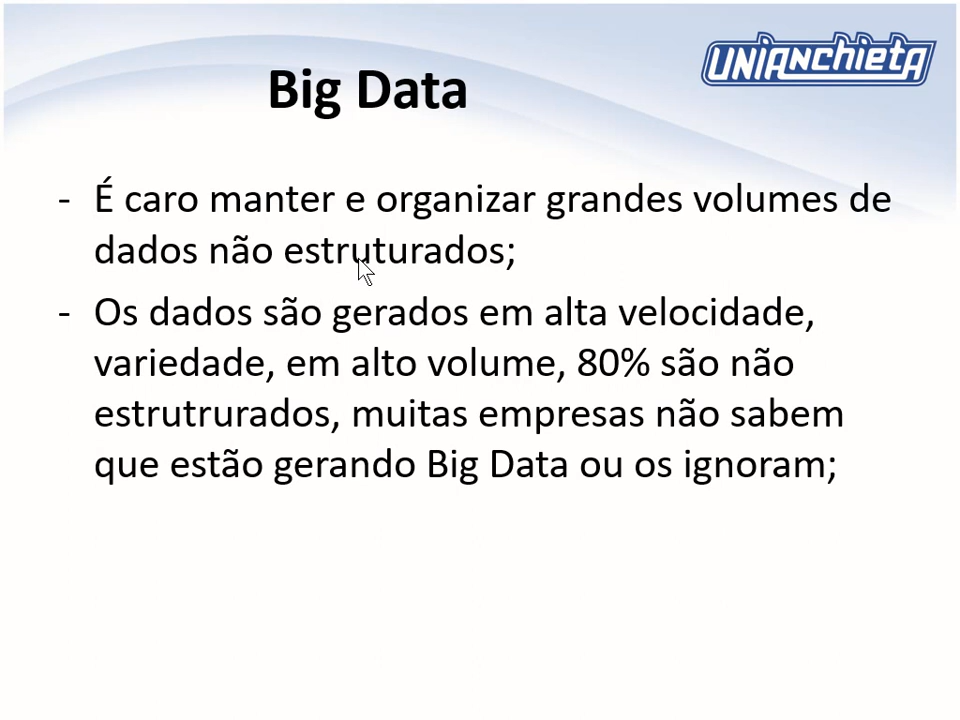 UNIANCHIETA
Big Data
- É caro manter e organizar grandes volumes de
dados não estruturados;
- Os dados são gerados em alta velocidade,
variedade, em alto volume, 80% são não
estrutrurados, muitas empresas não sabem
que estão gerando Big Data ou os ignoram;